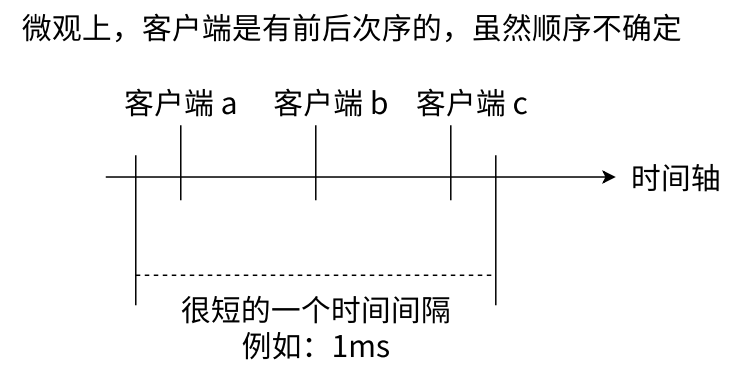 微观上，客户端是有前后次序的，虽然顺序不确定
客户端 a
客户端 b
客户端 c
时间轴
很短的一个时间间隔
例如：1ms